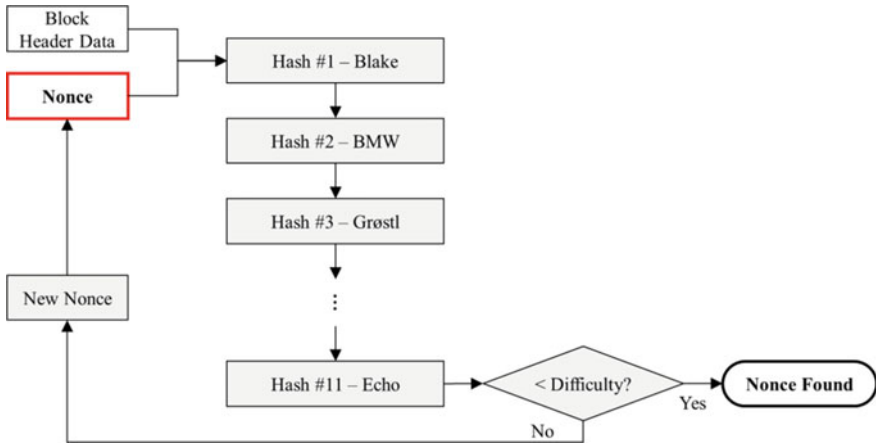 Block
Header Data
Nonce
Hash #1 – Blake
Hash #2 – BMW
Hash #3 – Grøstl
New Nonce
⋮
Hash #11 – Echo
< Difficulty?
Nonce Found
Yes
No